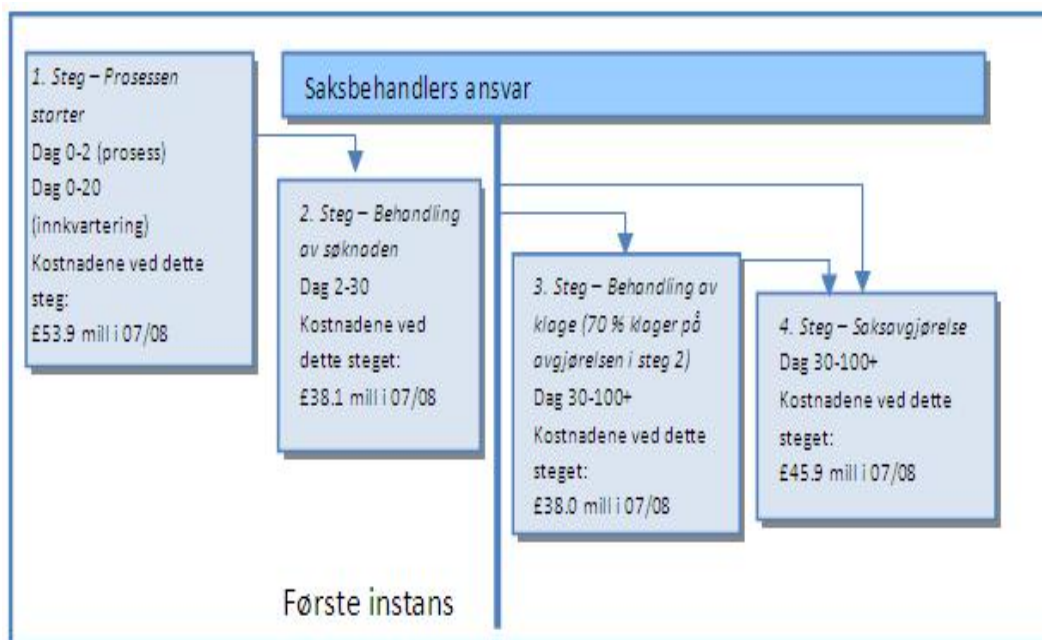 1. Steg – Prosessen
starter
Dag 0-2 (prosess)
Dag 0-20
(innkvartering)
Kostnadene ved dette
steg:
£53.9 mill i 07/08
Saksbehandlers ansvar
2. Steg – Behandling
av søknaden
Dag 2-30
Kostnadene ved
dette steget:
£38.1 mill i 07/08
3. Steg – Behandling av
klage (70 % klager på
avgjørelsen i steg 2)
Dag 30-100+
Kostnadene ved dette
steget:
£38.0 mill i 07/08
4. Steg – Saksavgjørelse
Dag 30-100+
Kostnadene ved dette
steget:
£45.9 mill i 07/08
Første instans